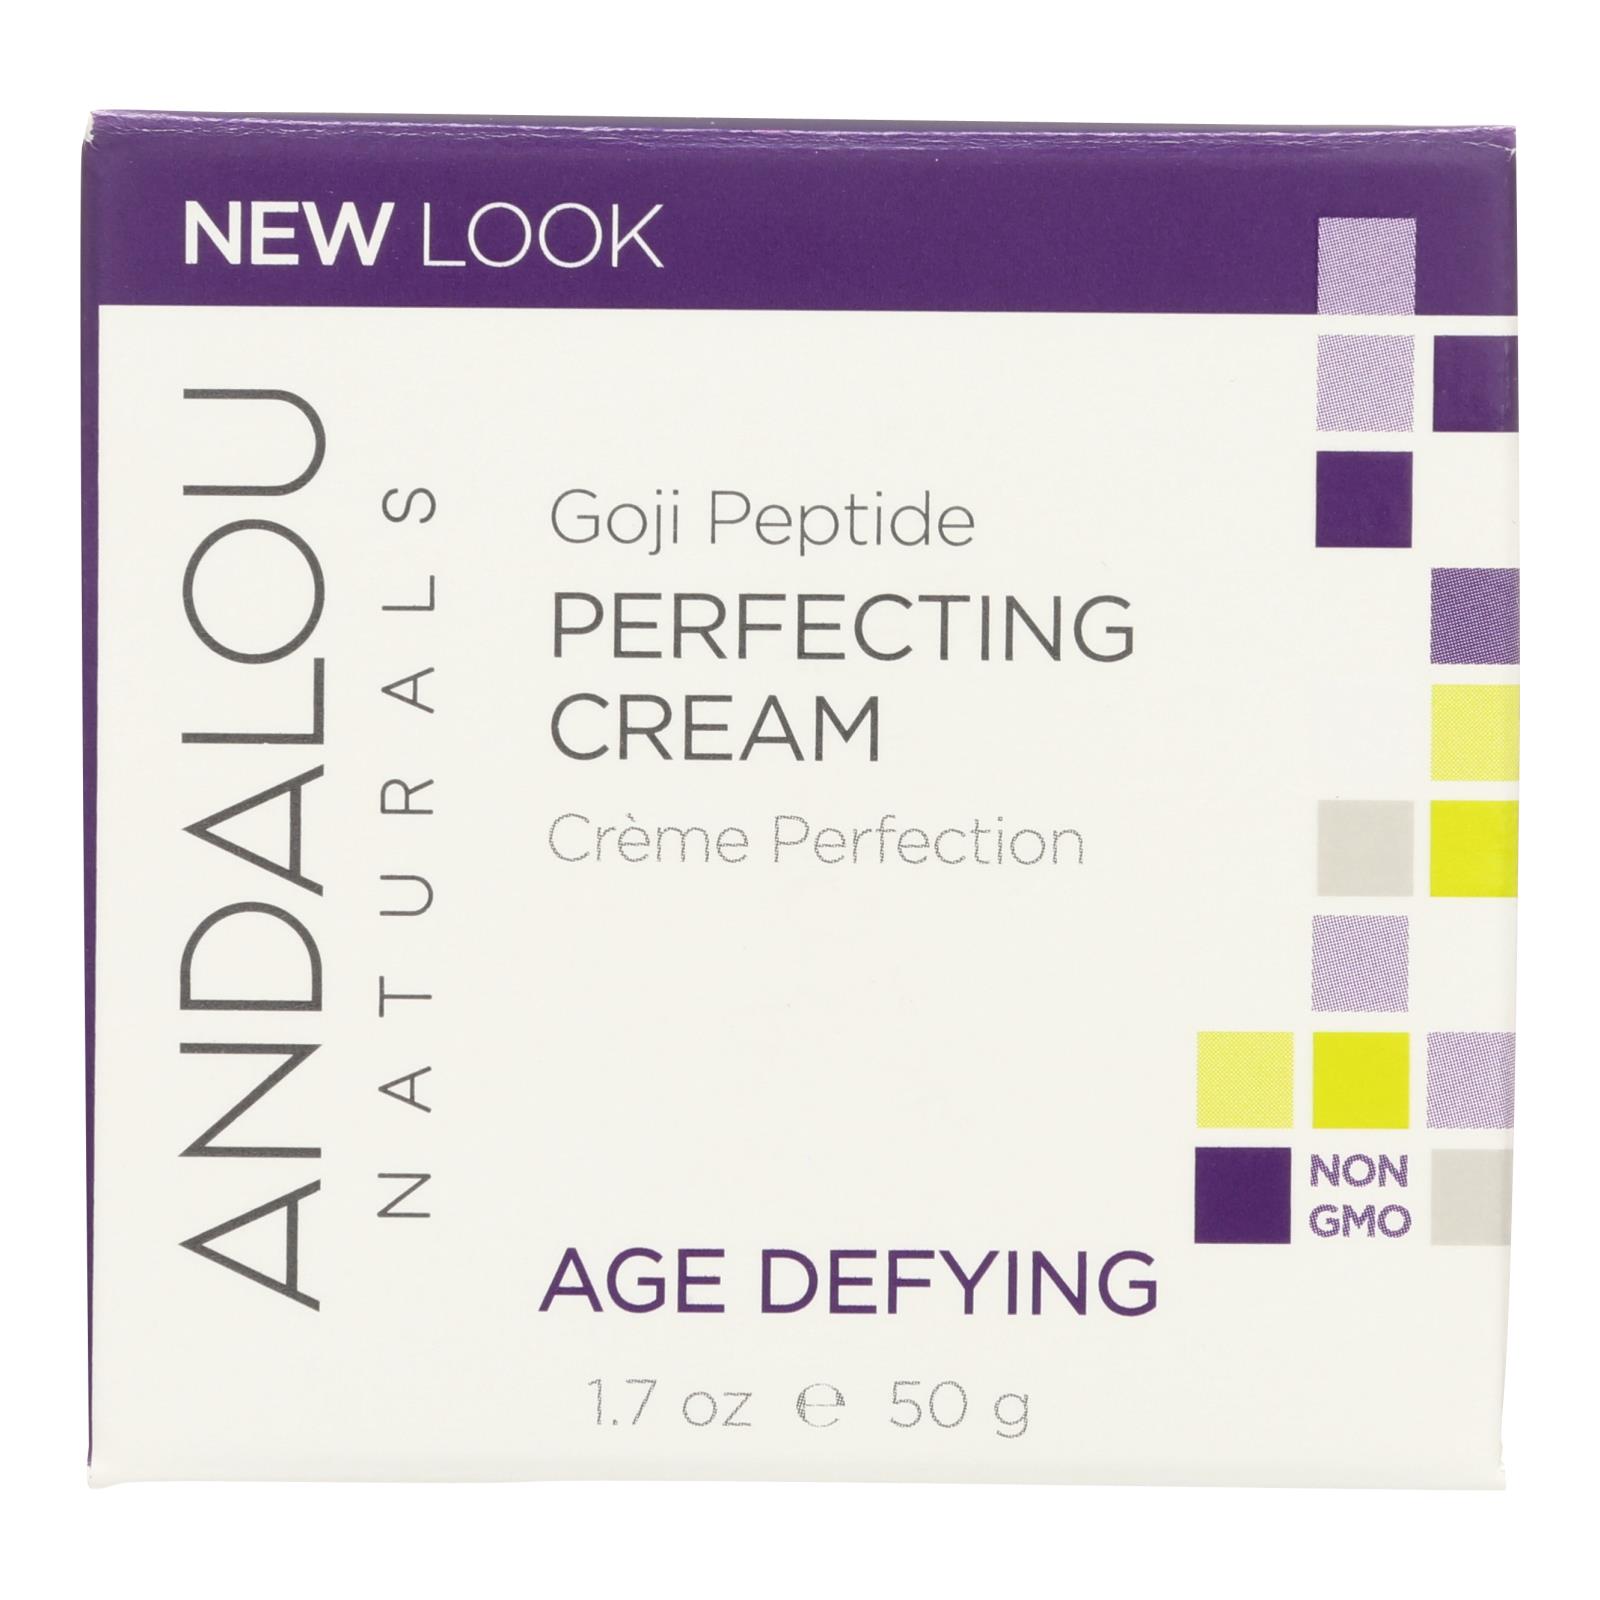 NEW LOOK
ANDALOU
NATURALS
Goji Peptide
PERFECTING
CREAM
Crème Perfection
NON
GMO
AGE DEFYING
1.7 oz ℮ 50 g